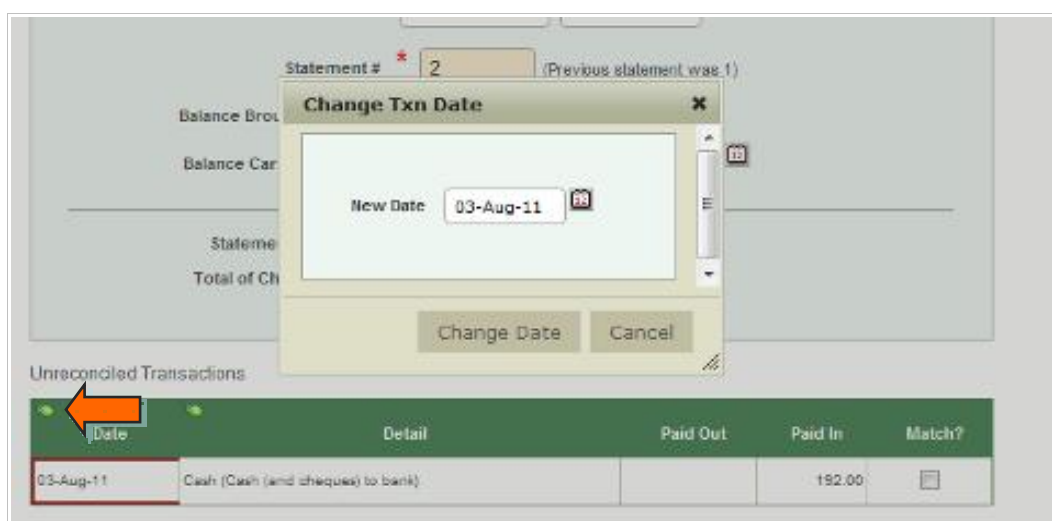 Statement # * 2 (Previous statement was 1)
Change Txn Date ×
Balance Brou
Balance Car
New Date 03-Aug-11
Stateme
Total of Ch
Change Date Cancel
Unreconciled Transactions
Date Detail Paid Out Paid In Match?
03-Aug-11 Cash (Cash (and cheques) to bank) 192.00